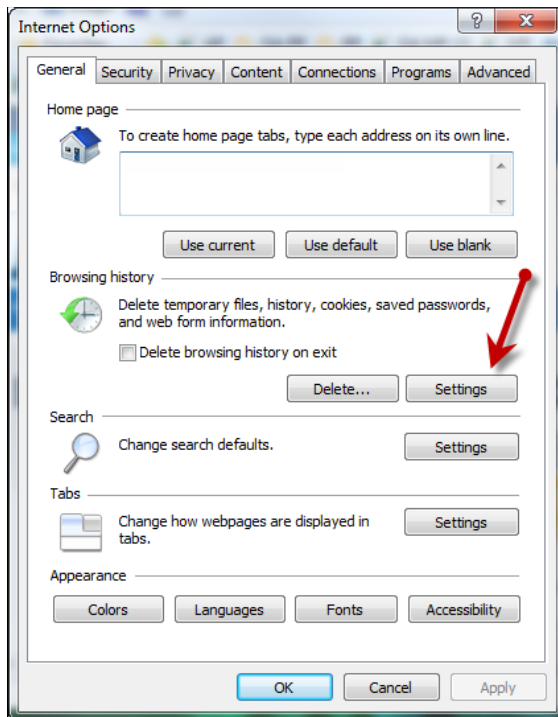 Internet Options
General Security Privacy Content Connections Programs Advanced
Home page
To create home page tabs, type each address on its own line.
Use current Use default Use blank
Browsing history
Delete temporary files, history, cookies, saved passwords,
and web form information.
Delete browsing history on exit
Delete... Settings
Search
Change search defaults. Settings
Tabs
Change how webpages are displayed in
tabs.
Settings
Appearance
Colors Languages Fonts Accessibility
OK Cancel Apply